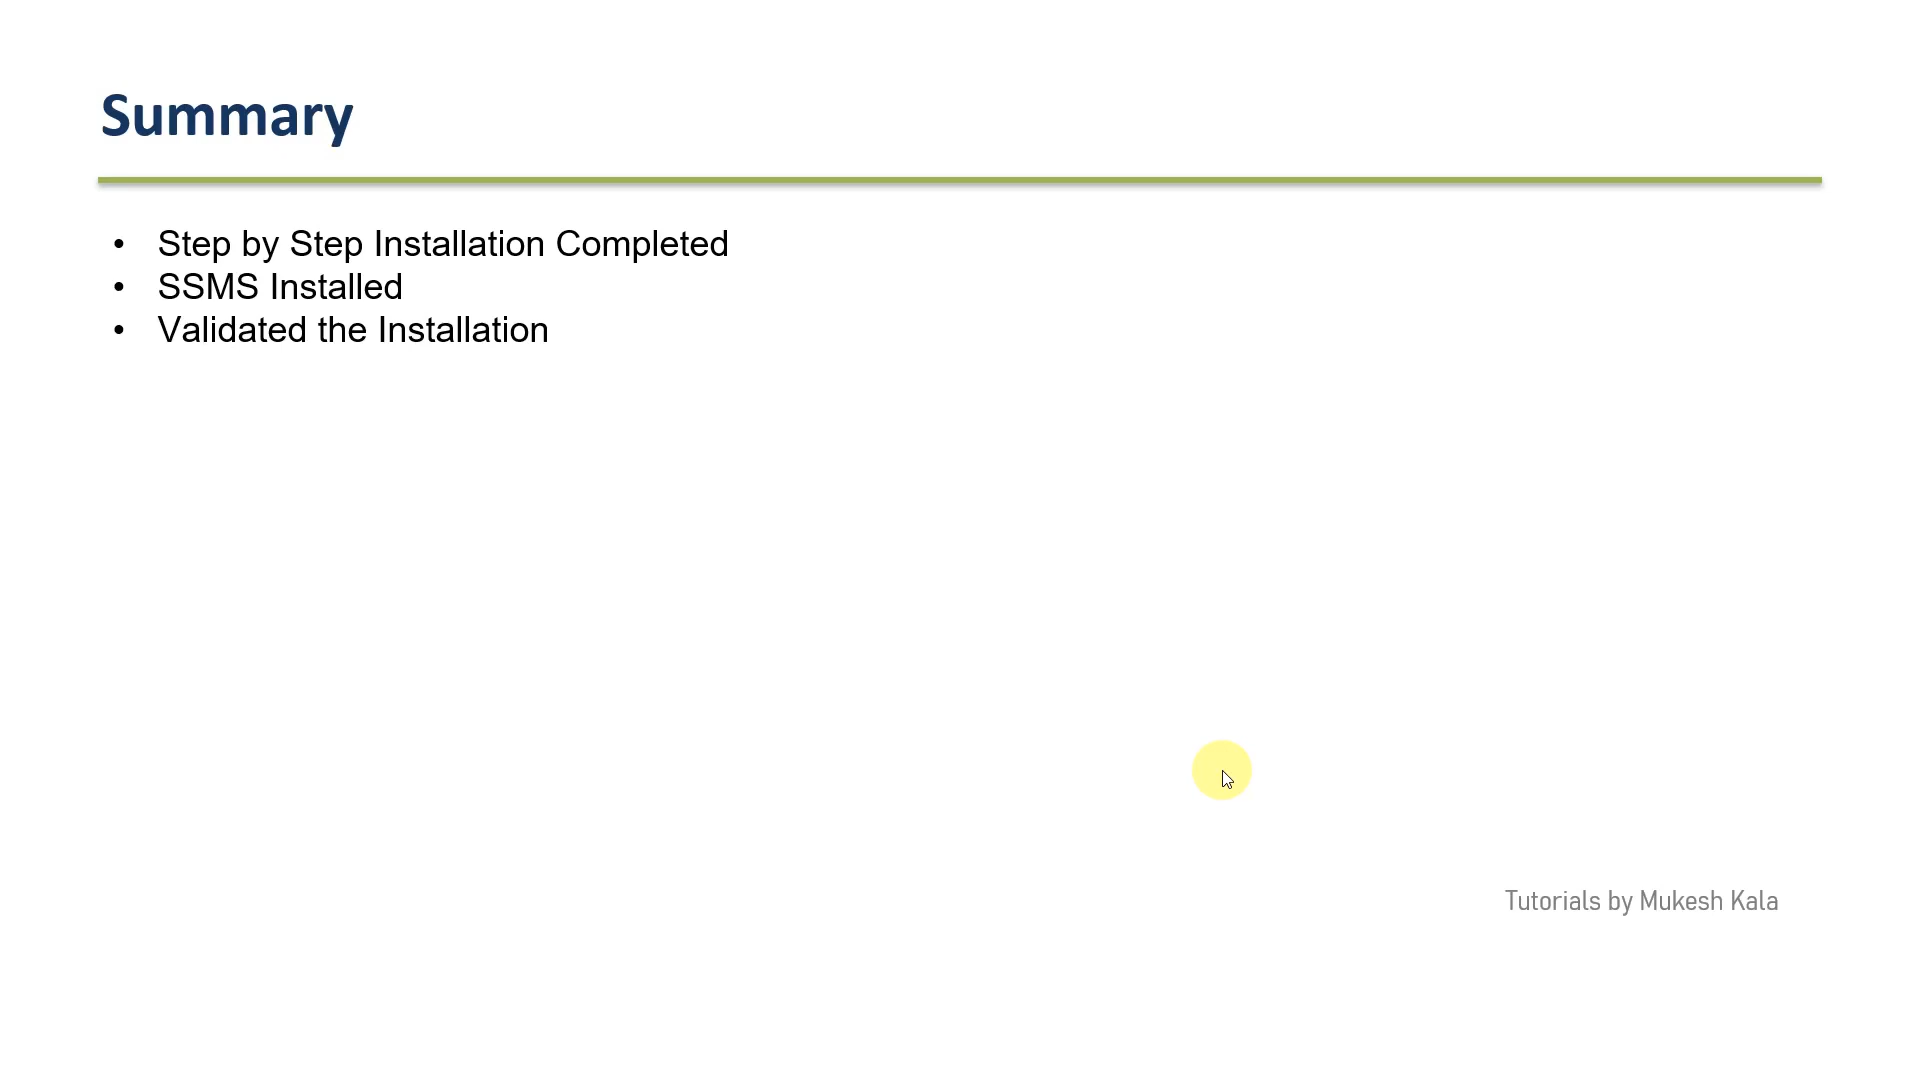 Summary
• Step by Step Installation Completed
• SSMS Installed
• Validated the Installation
Tutorials by Mukesh Kala